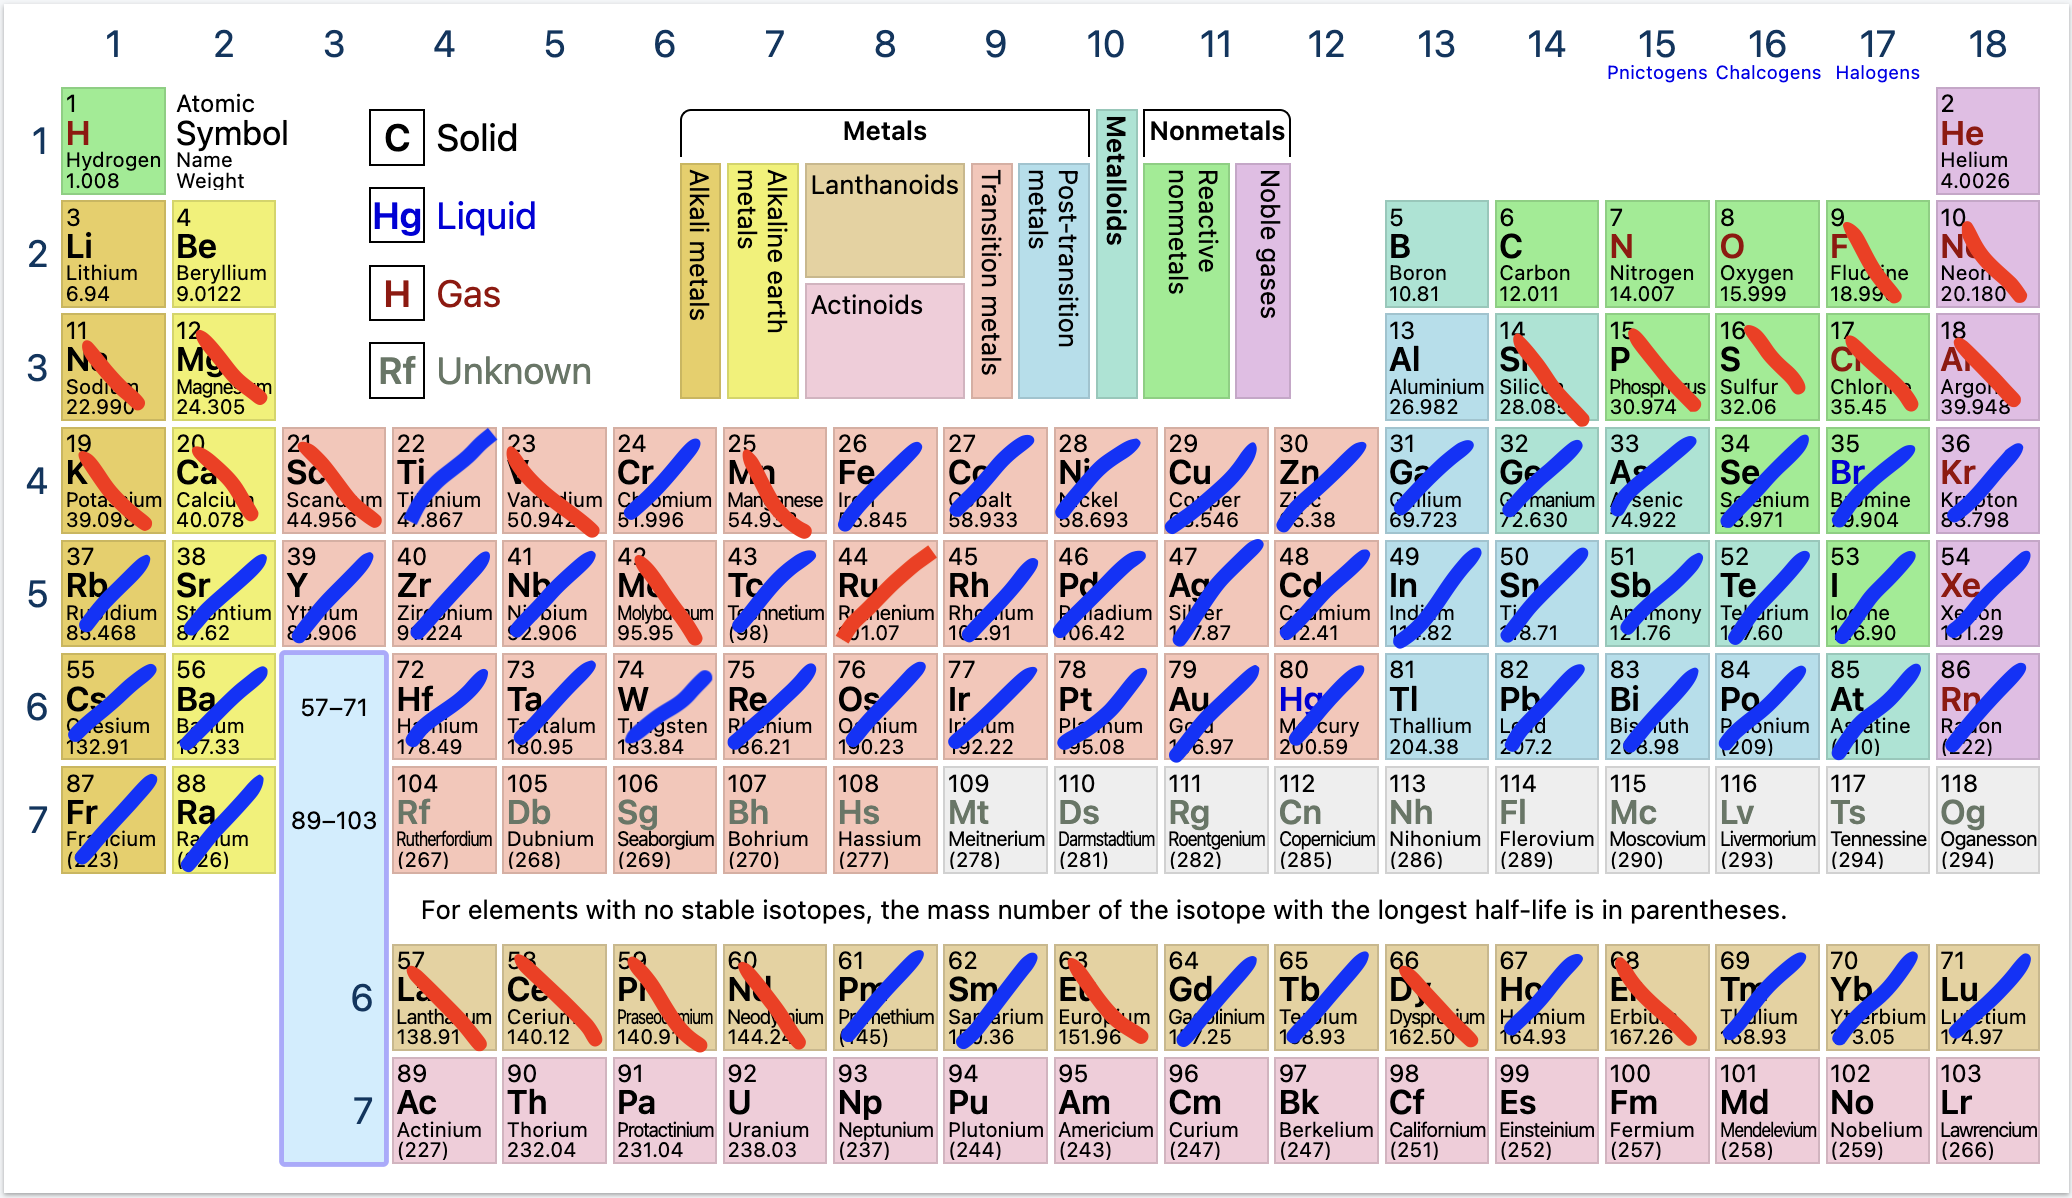 1 2 3 4 5 6 7 8 9 10 11 12 13 14 15 16 17 18
Pnictogens Chalcogens Halogens
1
1
H
Hydrogen
1.008
Atomic
Symbol
Name
Weight
C Solid
Hg Liquid
H Gas
Rf Unknown
Metals
Alkali metals
Alkaline earth metals
Lanthanoids
Actinoids
Transition metals
Post-transition metals
Metalloids
Nonmetals
Reactive nonmetals
Noble gases
2
He
Helium
4.0026
2
3 4 5 6 7 8 9 10
Li Be B C N O F Ne
Lithium Beryllium Boron Carbon Nitrogen Oxygen Fluorine Neon
6.94 9.0122 10.81 12.011 14.007 15.999 18.998 20.180
3
11 12 13 14 15 16 17 18
Na Mg Al Si P S Cl Ar
Sodium Magnesium Aluminium Silicon Phosphorus Sulfur Chlorine Argon
22.990 24.305 26.982 28.085 30.974 32.06 35.45 39.948
4
19 20 21 22 23 24 25 26 27 28 29 30 31 32 33 34 35 36
K Ca Sc Ti V Cr Mn Fe Co Ni Cu Zn Ga Ge As Se Br Kr
Potassium Calcium Scandium Titanium Vanadium Chromium Manganese Iron Cobalt Nickel Copper Zinc Gallium Germanium Arsenic Selenium Bromine Krypton
39.098 40.078 44.956 47.867 50.942 51.996 54.938 55.845 58.933 58.693 63.546 65.38 69.723 72.630 74.922 78.971 79.904 83.798
5
37 38 39 40 41 42 43 44 45 46 47 48 49 50 51 52 53 54
Rb Sr Y Zr Nb Mo Tc Ru Rh Pd Ag Cd In Sn Sb Te I Xe
Rubidium Strontium Yttrium Zirconium Niobium Molybdenum Technetium Ruthenium Rhodium Palladium Silver Cadmium Indium Tin Antimony Tellurium Iodine Xenon
85.468 87.62 88.906 91.224 92.906 95.95 (98) 101.07 102.91 106.42 107.87 112.41 114.82 118.71 121.76 127.60 126.90 131.29
6
55 56 57–71 72 73 74 75 76 77 78 79 80 81 82 83 84 85 86
Cs Ba Hf Ta W Re Os Ir Pt Au Hg Tl Pb Bi Po At Rn
Caesium Barium Hafnium Tantalum Tungsten Rhenium Osmium Iridium Platinum Gold Mercury Thallium Lead Bismuth Polonium Astatine Radon
132.91 137.33 178.49 180.95 183.84 186.21 190.23 192.22 195.08 196.97 200.59 204.38 207.2 208.98 (209) (210) (222)
7
87 88 89–103 104 105 106 107 108 109 110 111 112 113 114 115 116 117 118
Fr Ra Rf Db Sg Bh Hs Mt Ds Rg Cn Nh Fl Mc Lv Ts Og
Francium Radium Rutherfordium Dubnium Seaborgium Bohrium Hassium Meitnerium Darmstadtium Roentgenium Copernicium Nihonium Flerovium Moscovium Livermorium Tennessine Oganesson
(223) (226) (267) (268) (269) (270) (277) (278) (281) (282) (285) (286) (289) (290) (293) (294) (294)
For elements with no stable isotopes, the mass number of the isotope with the longest half-life is in parentheses.
6
57 58 59 60 61 62 63 64 65 66 67 68 69 70 71
La Ce Pr Nd Pm Sm Eu Gd Tb Dy Ho Er Tm Yb Lu
Lanthanum Cerium Praseodymium Neodymium Promethium Samarium Europium Gadolinium Terbium Dysprosium Holmium Erbium Thulium Ytterbium Lutetium
138.91 140.12 140.91 144.24 (145) 150.36 151.96 157.25 158.93 162.50 164.93 167.26 168.93 173.05 174.97
7
89 90 91 92 93 94 95 96 97 98 99 100 101 102 103
Ac Th Pa U Np Pu Am Cm Bk Cf Es Fm Md No Lr
Actinium Thorium Protactinium Uranium Neptunium Plutonium Americium Curium Berkelium Californium Einsteinium Fermium Mendelevium Nobelium Lawrencium
(227) 232.04 231.04 238.03 (237) (244) (243) (247) (247) (251) (252) (257) (258) (259) (266)